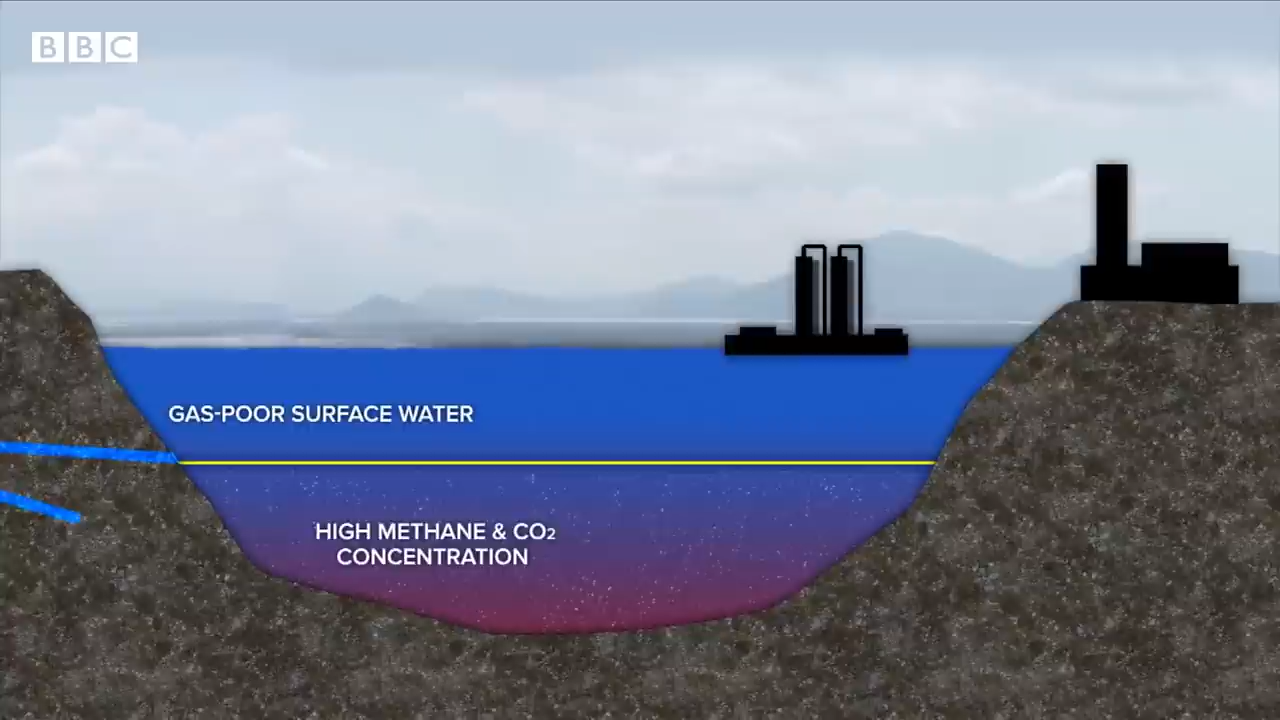 BBC
GAS-POOR SURFACE WATER
HIGH METHANE & CO₂
CONCENTRATION